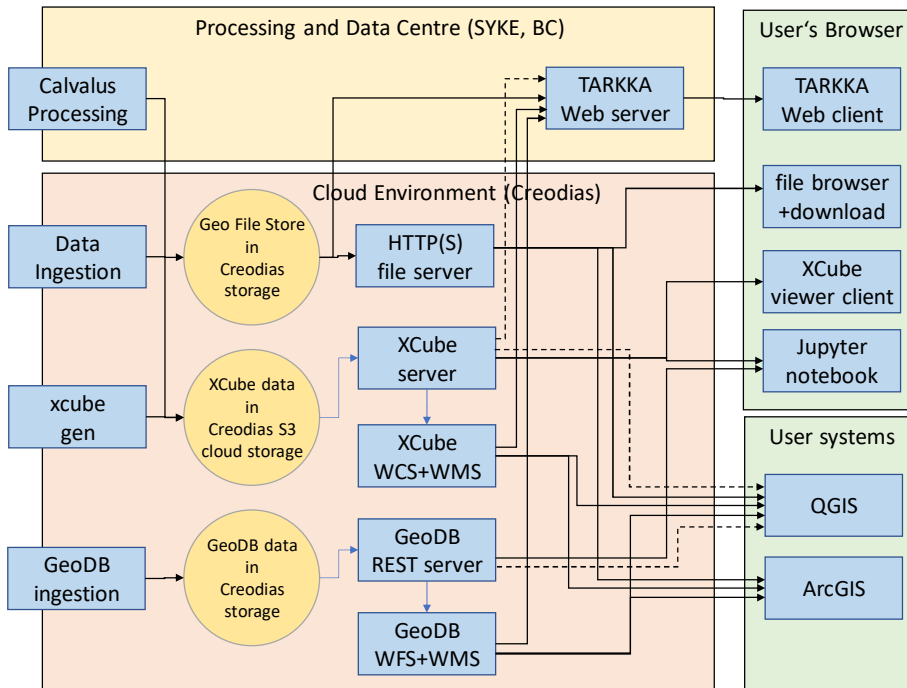 Processing and Data Centre (SYKE, BC)
User's Browser
Calvalus
Processing
TARKKA
Web server
TARKKA
Web client
Cloud Environment (Creodias)
file browser
+download
Data
Ingestion
Geo File Store
in
Creodias
storage
HTTP(S)
file server
XCube
viewer client
XCube
server
Jupyter
notebook
xcube
gen
XCube data
in
Creodias S3
cloud storage
XCube
WCS+WMS
User systems
QGIS
GeoDB
ingestion
GeoDB data
in
Creodias
storage
GeoDB
REST server
ArcGIS
GeoDB
WFS+WMS